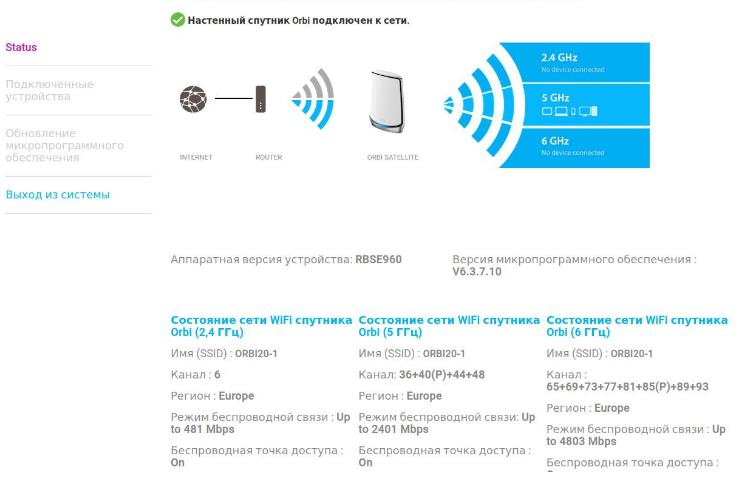 Настенный спутник Orbi подключен к сети.
Status
Подключенные
устройства
Обновление
микропрограммного
обеспечения
Выход из системы
INTERNET
ROUTER
ORBI SATELLITE
2.4 GHz
No device connected
5 GHz
6 GHz
No device connected
Аппаратная версия устройства: RBSE960
Версия микропрограммного обеспечения :
V6.3.7.10
Состояние сети WiFi спутника
Orbi (2,4 ГГц)
Имя (SSID) : ORBI20-1
Канал : 6
Регион : Europe
Режим беспроводной связи : Up
to 481 Mbps
Беспроводная точка доступа :
On
Состояние сети WiFi спутника
Orbi (5 ГГц)
Имя (SSID) : ORBI20-1
Канал: 36+40(P)+44+48
Регион : Europe
Режим беспроводной связи: Up
to 2401 Mbps
Беспроводная точка доступа :
On
Состояние сети WiFi спутника
Orbi (6 ГГц)
Имя (SSID) : ORBI20-1
Канал :
65+69+73+77+81+85(P)+89+93
Регион : Europe
Режим беспроводной связи : Up
to 4803 Mbps
Беспроводная точка доступа :